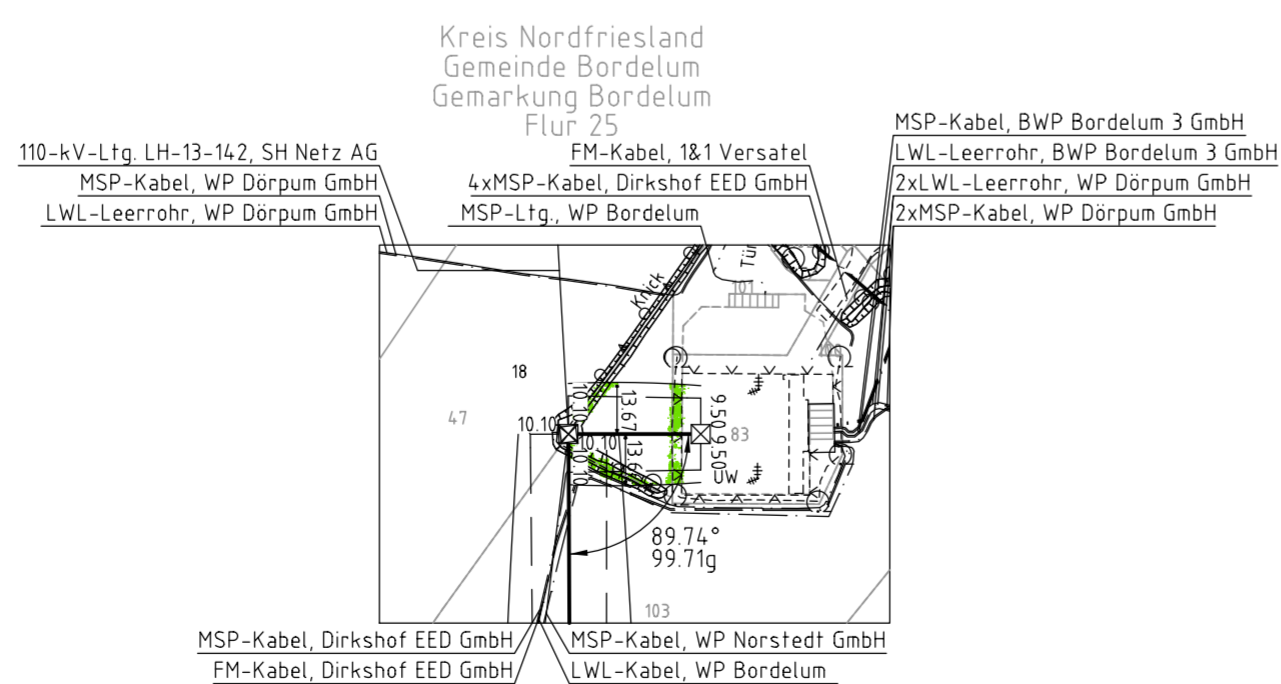 Kreis Nordfriesland
Gemeinde Bordelum
Gemarkung Bordelum
Flur 25
110-kV-Ltg. LH-13-142, SH Netz AG
MSP-Kabel, WP Dörpum GmbH
LWL-Leerrohr, WP Dörpum GmbH
FM-Kabel, 1&1 Versatel
4xMSP-Kabel, Dirkshof EED GmbH
MSP-Ltg., WP Bordelum
MSP-Kabel, BWP Bordelum 3 GmbH
LWL-Leerrohr, BWP Bordelum 3 GmbH
2xLWL-Leerrohr, WP Dörpum GmbH
2xMSP-Kabel, WP Dörpum GmbH
Knick
18
47
10.10
10.10
13.67
9.50
9.50
83
UW
89.74°
99.71g
103
MSP-Kabel, Dirkshof EED GmbH
FM-Kabel, Dirkshof EED GmbH
MSP-Kabel, WP Norstedt GmbH
LWL-Kabel, WP Bordelum